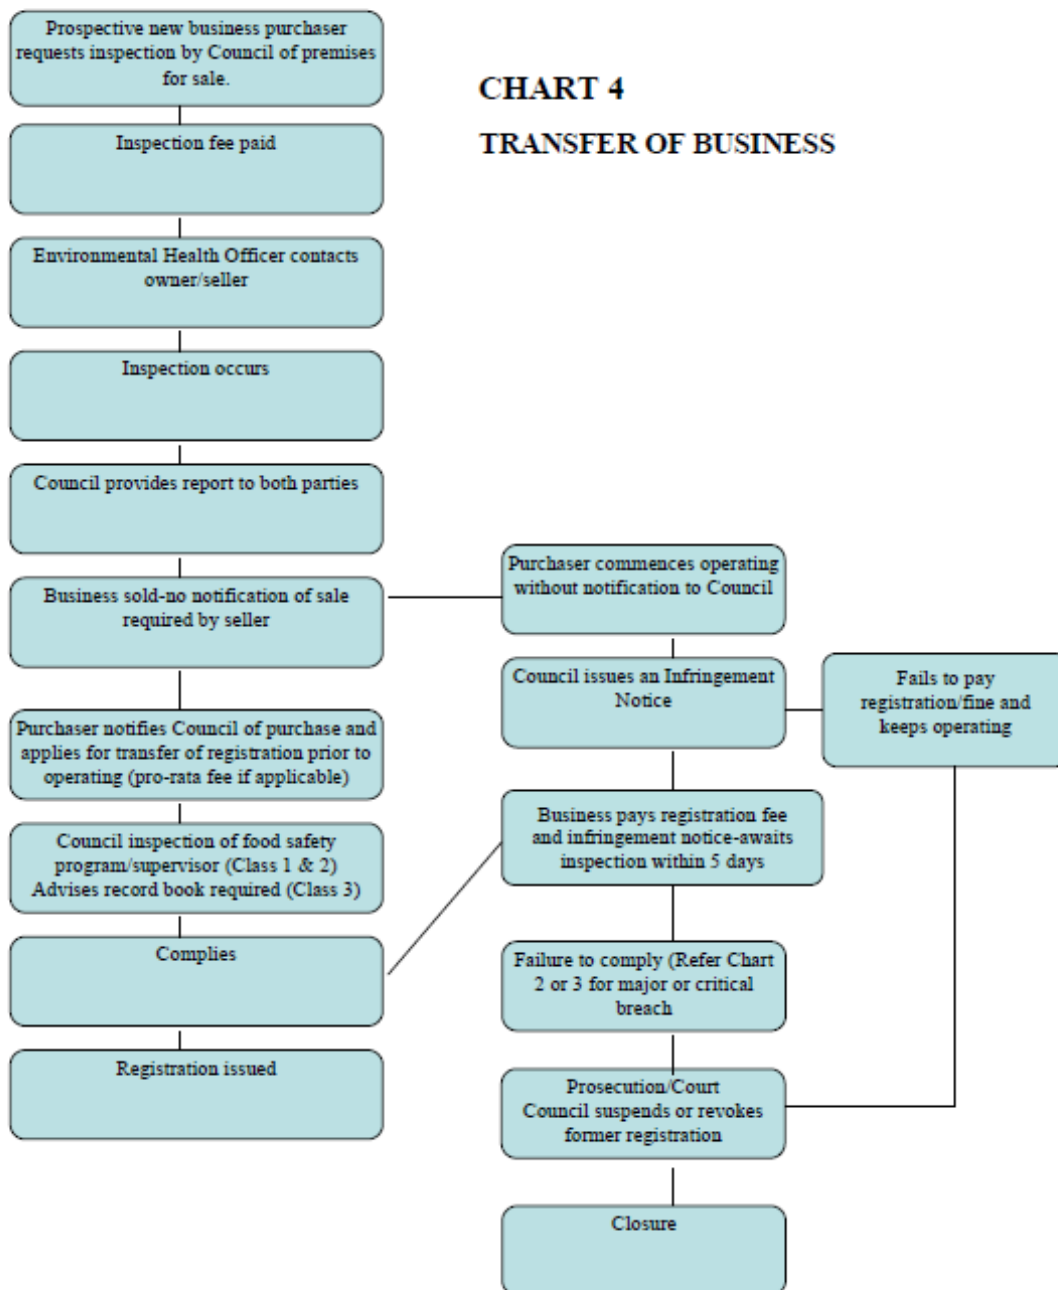 Prospective new business purchaser
requests inspection by Council of premises
for sale.
CHART 4
TRANSFER OF BUSINESS
Inspection fee paid
Environmental Health Officer contacts
owner/seller
Inspection occurs
Council provides report to both parties
Business sold-no notification of sale
required by seller
Purchaser notifies Council of purchase and
applies for transfer of registration prior to
operating (pro-rata fee if applicable)
Council inspection of food safety
program/supervisor (Class 1 & 2)
Advises record book required (Class 3)
Complies
Registration issued
Purchaser commences operating
without notification to Council
Council issues an Infringement
Notice
Fails to pay
registration/fine and
keeps operating
Business pays registration fee
and infringement notice-awaits
inspection within 5 days
Failure to comply (Refer Chart
2 or 3 for major or critical
breach
Prosecution/Court
Council suspends or revokes
former registration
Closure